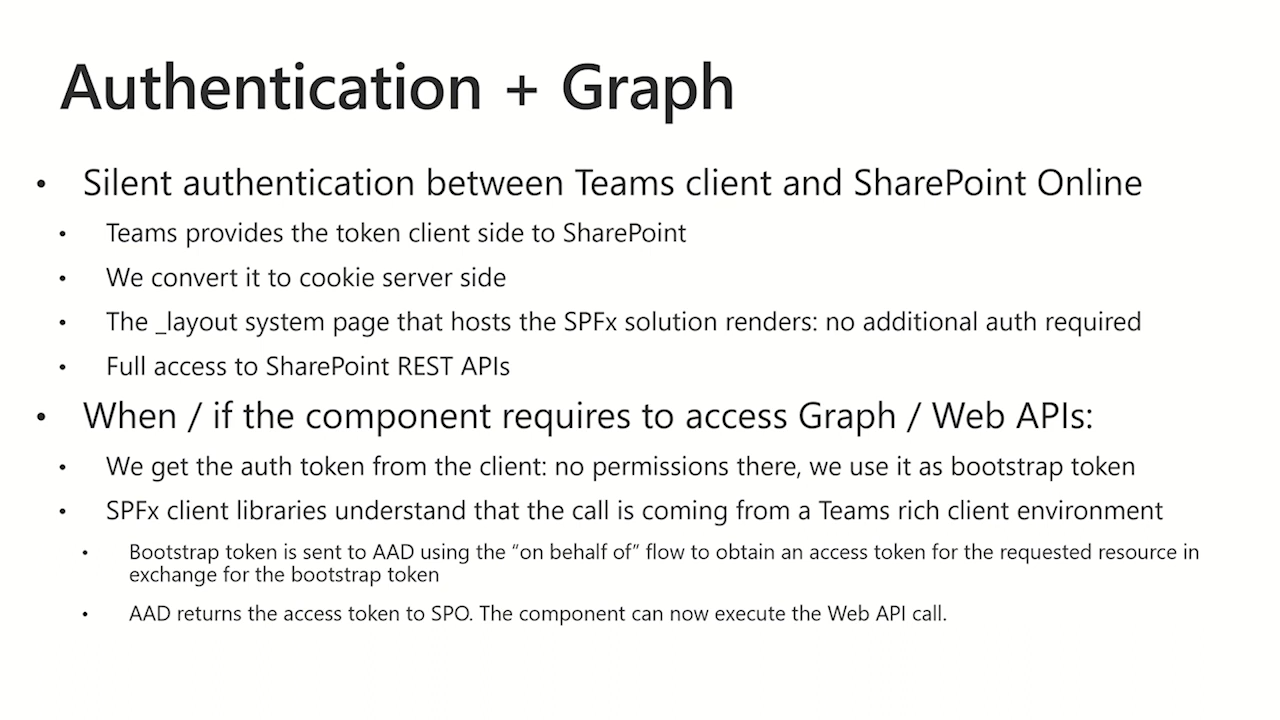 Authentication + Graph
• Silent authentication between Teams client and SharePoint Online
• Teams provides the token client side to SharePoint
• We convert it to cookie server side
• The _layout system page that hosts the SPFx solution renders: no additional auth required
• Full access to SharePoint REST APIs
• When / if the component requires to access Graph / Web APIs:
• We get the auth token from the client: no permissions there, we use it as bootstrap token
• SPFx client libraries understand that the call is coming from a Teams rich client environment
• Bootstrap token is sent to AAD using the “on behalf of” flow to obtain an access token for the requested resource in
exchange for the bootstrap token
• AAD returns the access token to SPO. The component can now execute the Web API call.